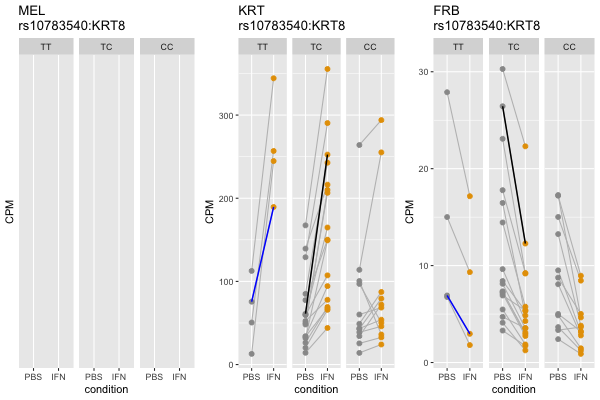 MEL
rs10783540:KRT8
TT TC CC
CPM
PBS IFN PBS IFN PBS IFN
condition
KRT
rs10783540:KRT8
TT TC CC
300
200
100
0
CPM
PBS IFN PBS IFN PBS IFN
condition
FRB
rs10783540:KRT8
TT TC CC
30
20
10
0
CPM
PBS IFN PBS IFN PBS IFN
condition